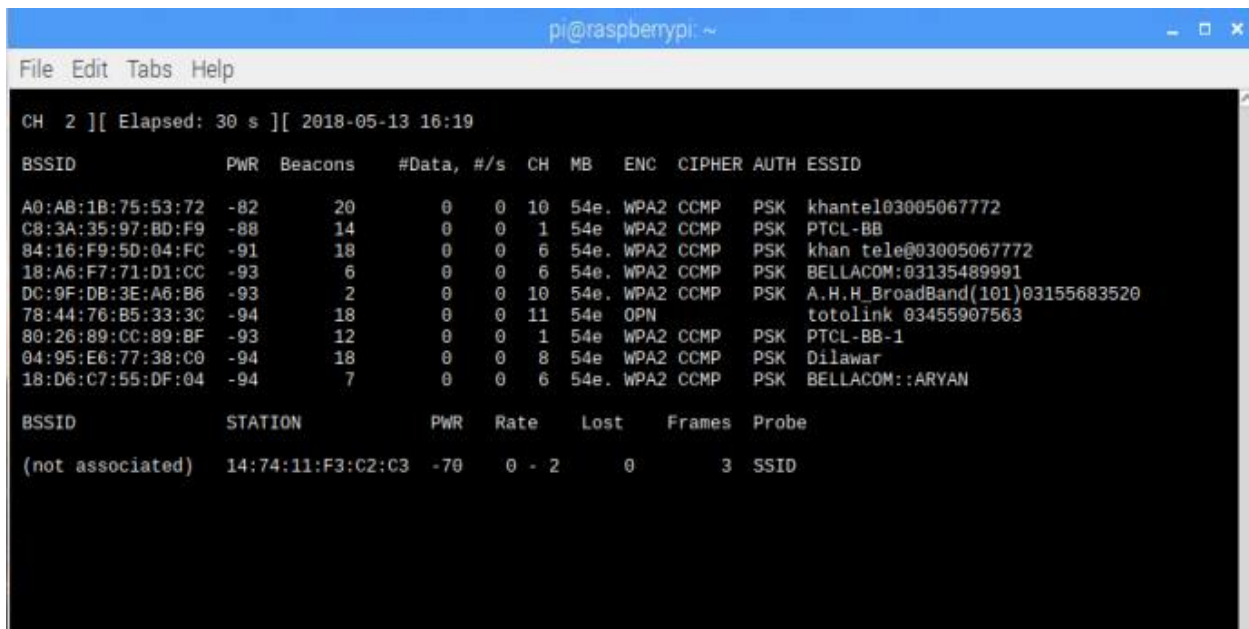 pi@raspberrypi: ~
File Edit Tabs Help
CH 2 ][ Elapsed: 30 s ][ 2018-05-13 16:19
BSSID PWR Beacons #Data, #/s CH MB ENC CIPHER AUTH ESSID
A0:AB:1B:75:53:72 -82 20 0 0 10 54e. WPA2 CCMP PSK khantel03005067772
C8:3A:35:97:BD:F9 -88 14 0 0 1 54e WPA2 CCMP PSK PTCL-BB
84:16:F9:5D:04:FC -91 18 0 0 6 54e. WPA2 CCMP PSK khan tele@03005067772
18:A6:F7:71:D1:CC -93 6 0 0 6 54e. WPA2 CCMP PSK BELLACOM:03135489991
DC:9F:DB:3E:A6:B6 -93 2 0 0 10 54e. WPA2 CCMP PSK A.H.H_BroadBand(101)03155683520
78:44:76:B5:33:3C -94 18 0 0 11 54e OPN totolink 03455907563
80:26:89:CC:89:BF -93 12 0 0 1 54e WPA2 CCMP PSK PTCL-BB-1
04:95:E6:77:38:C0 -94 18 0 0 8 54e WPA2 CCMP PSK Dilawar
18:D6:C7:55:DF:04 -94 7 0 0 6 54e. WPA2 CCMP PSK BELLACOM::ARYAN
BSSID STATION PWR Rate Lost Frames Probe
(not associated) 14:74:11:F3:C2:C3 -70 0 - 2 0 3 SSID